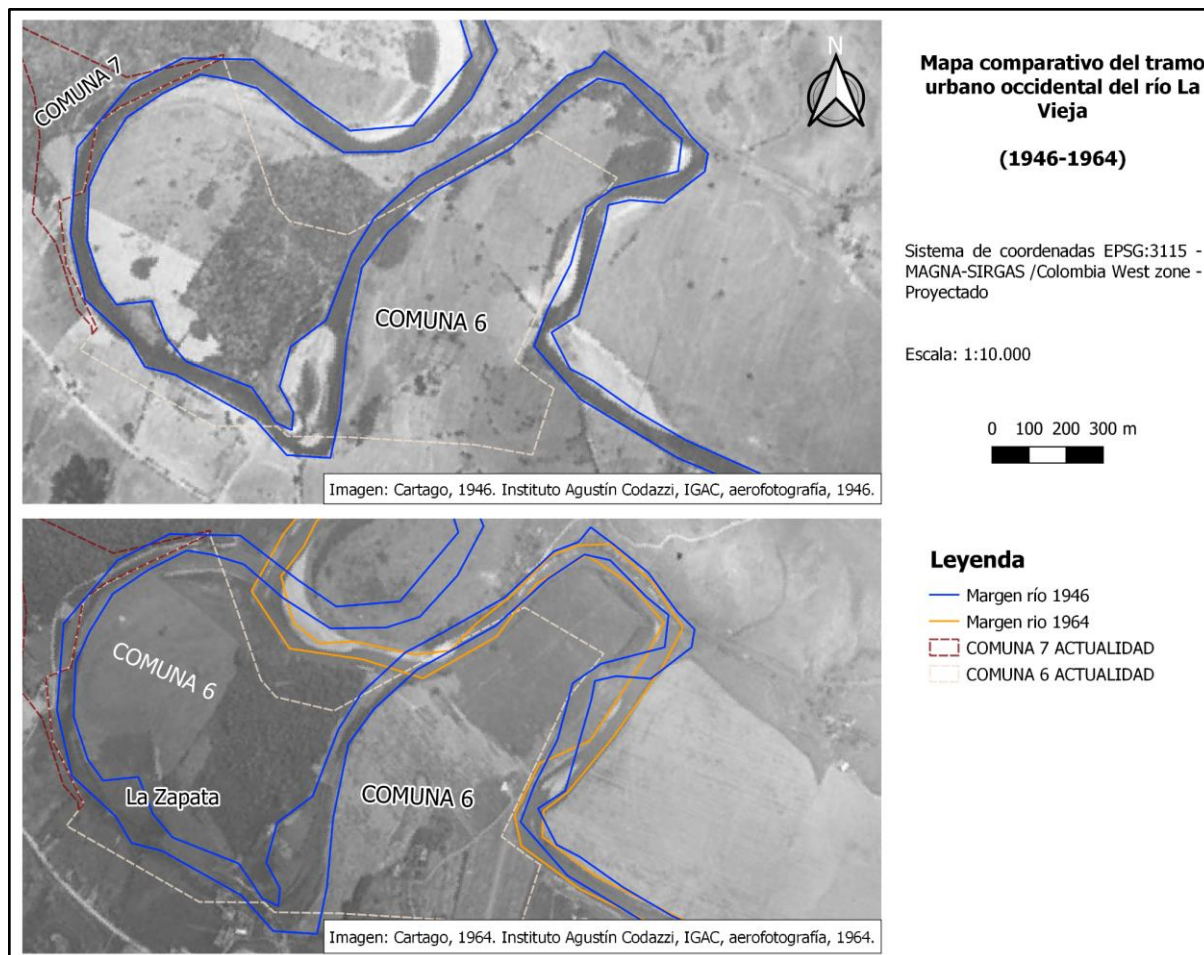 COMUNA 7
N
COMUNA 6
Imagen: Cartago, 1946. Instituto Agustín Codazzi, IGAC, aerofotografía, 1946.
COMUNA 6
La Zapata
COMUNA 6
Imagen: Cartago, 1964. Instituto Agustín Codazzi, IGAC, aerofotografía, 1964.
Mapa comparativo del tramo
urbano occidental del río La
Vieja
(1946-1964)
Sistema de coordenadas EPSG:3115 -
MAGNA-SIRGAS /Colombia West zone -
Proyectado
Escala: 1:10.000
0 100 200 300 m
Leyenda
Margen río 1946
Margen rio 1964
COMUNA 7 ACTUALIDAD
COMUNA 6 ACTUALIDAD